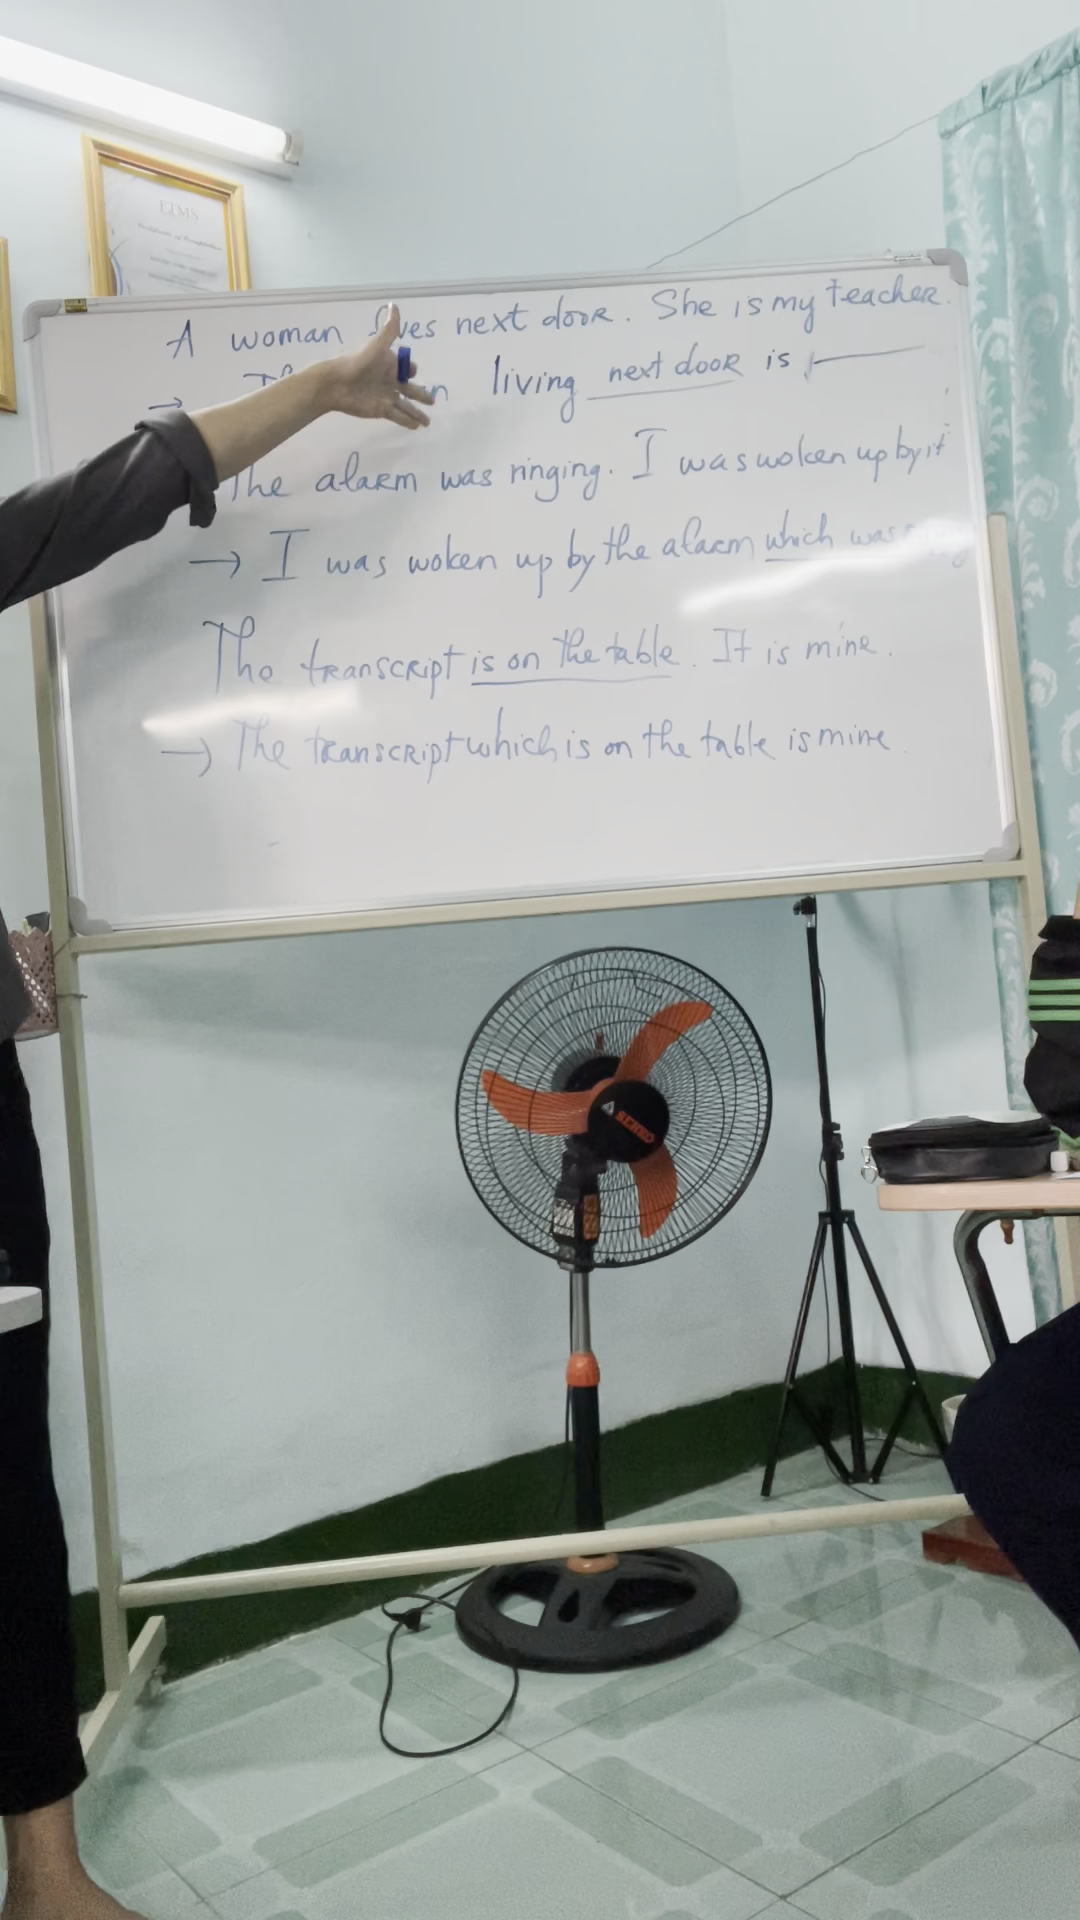 EIMS
A woman lives next door. She is my teacher.
→ living next door is
The alarm was ringing. I was woken up by it
→ I was woken up by the alarm which was
The transcript is on the table. It is mine.
→ The transcript which is on the table is mine
SENKO